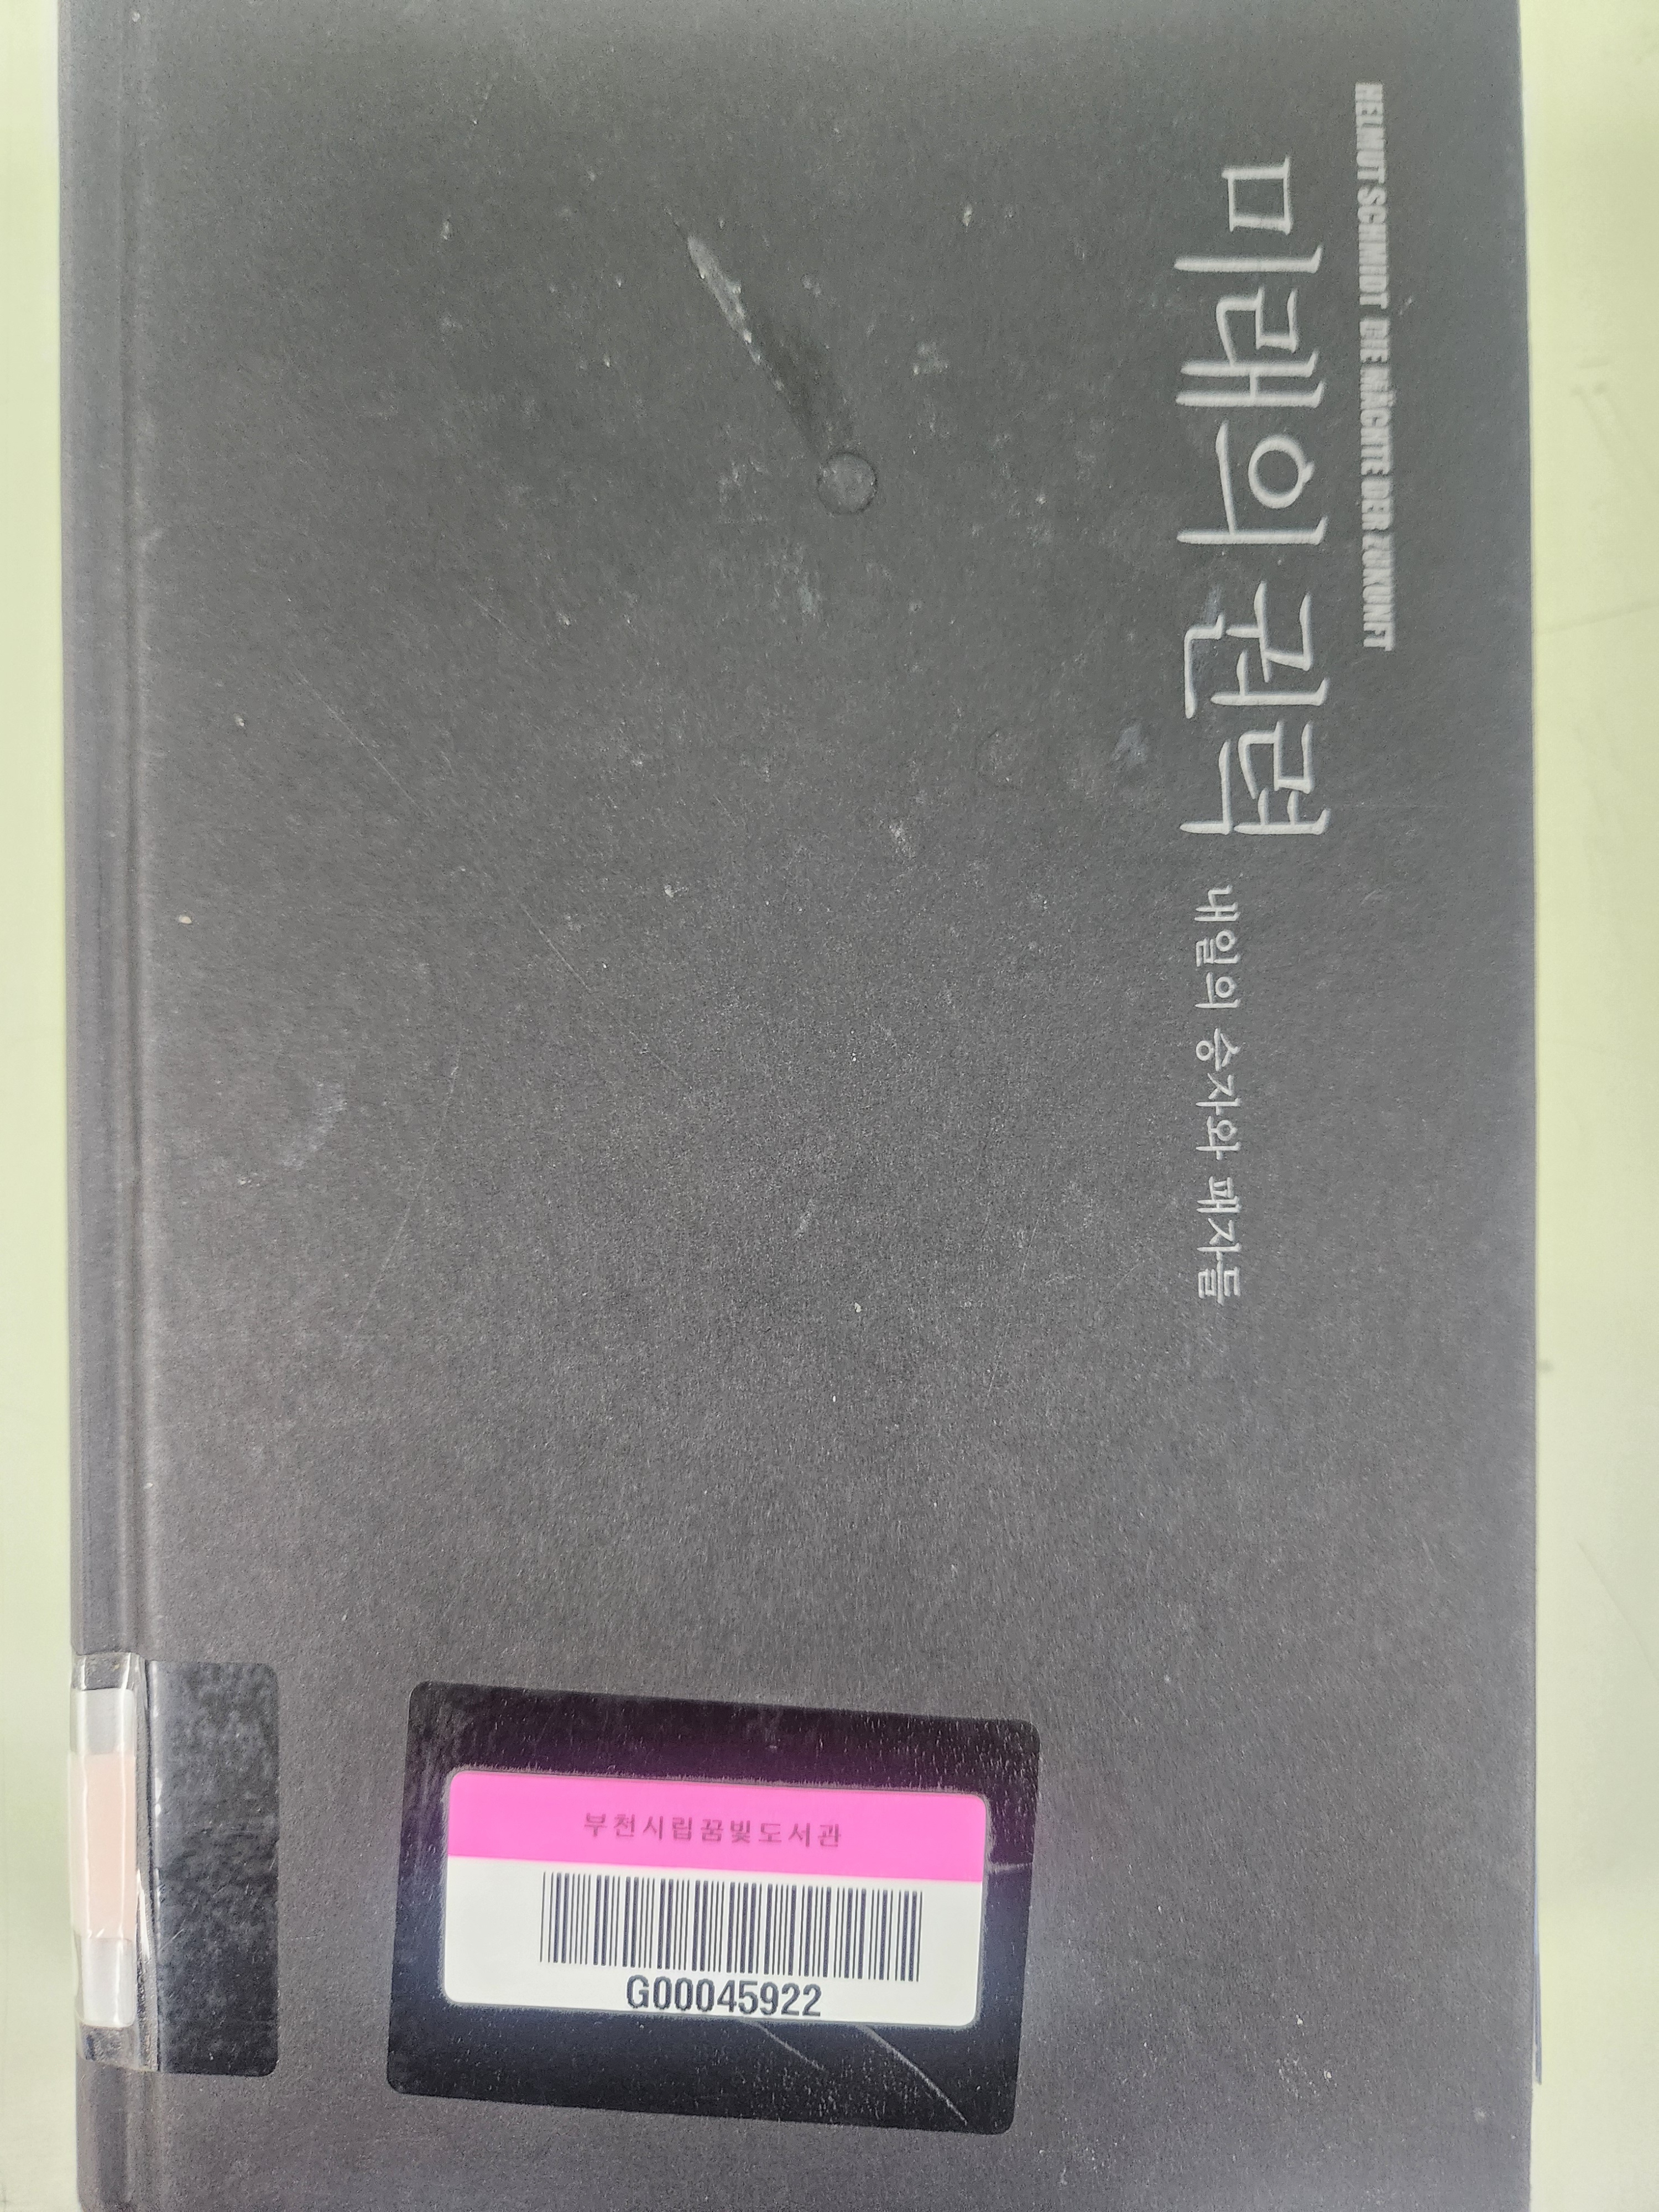 HELMUT SCHMIDT DIE MÄCHTE DER ZUKUNFT
미래의 권력 내일의 승자와 패자들
부천시립꿈빛도서관
G00045922